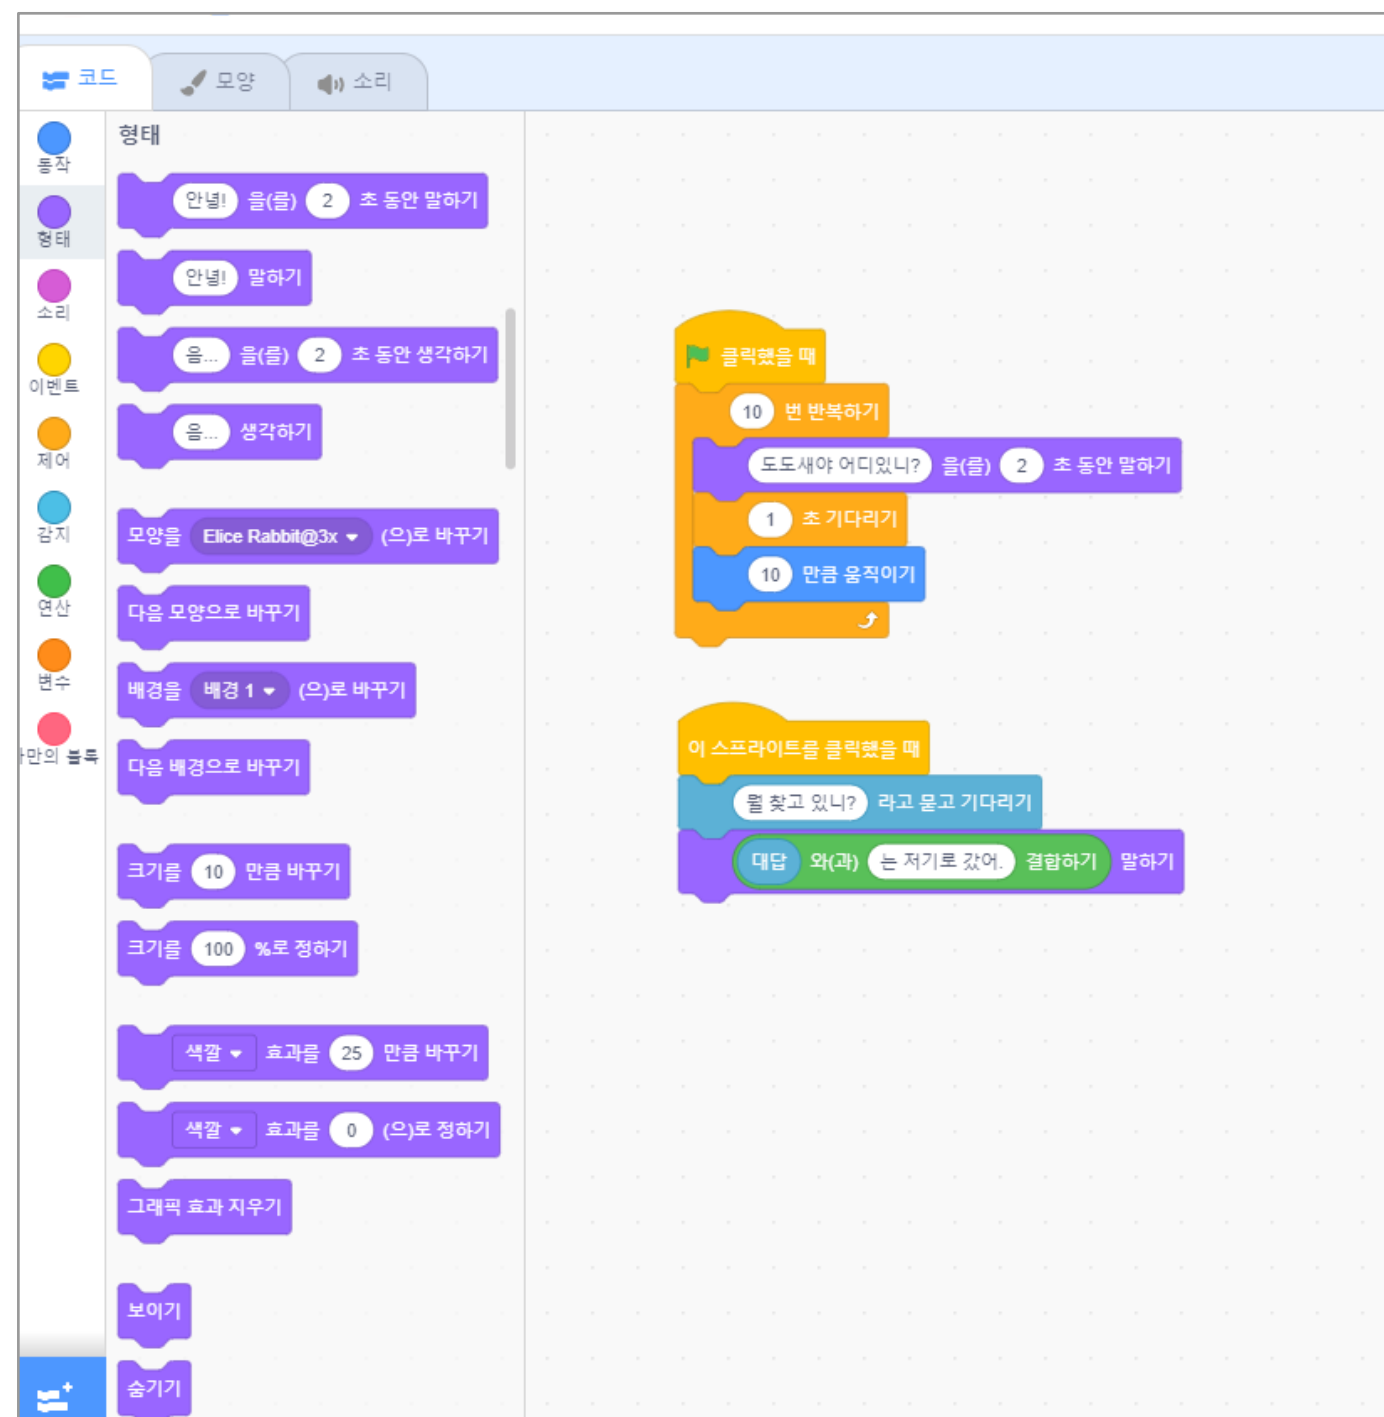 코드
모양
소리
동작
형태
소리
이벤트
제어
감지
연산
변수
만의 블록
형태
안녕! 을(를) 2 초 동안 말하기
안녕! 말하기
음... 을(를) 2 초 동안 생각하기
음... 생각하기
모양을 Elice Rabbit@3x (으)로 바꾸기
다음 모양으로 바꾸기
배경을 배경 1 (으)로 바꾸기
다음 배경으로 바꾸기
크기를 10 만큼 바꾸기
크기를 100 %로 정하기
색깔 효과를 25 만큼 바꾸기
색깔 효과를 0 (으)로 정하기
그래픽 효과 지우기
보이기
숨기기
클릭했을 때
10 번 반복하기
도도새야 어디있니? 을(를) 2 초 동안 말하기
1 초 기다리기
10 만큼 움직이기
이 스프라이트를 클릭했을 때
뭘 찾고 있니? 라고 묻고 기다리기
대답 와(과) 는 저기로 갔어. 결합하기 말하기